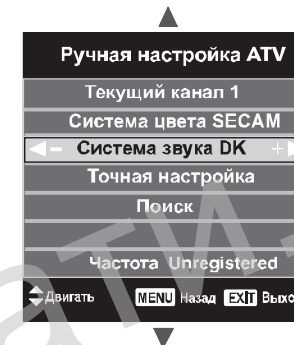 Ручная настройка ATV
Текущий канал 1
Система цвета SECAM
– Система звука DK +
Точная настройка
Поиск
Частота Unregistered
Двигать MENU Назад EXIT Выхо